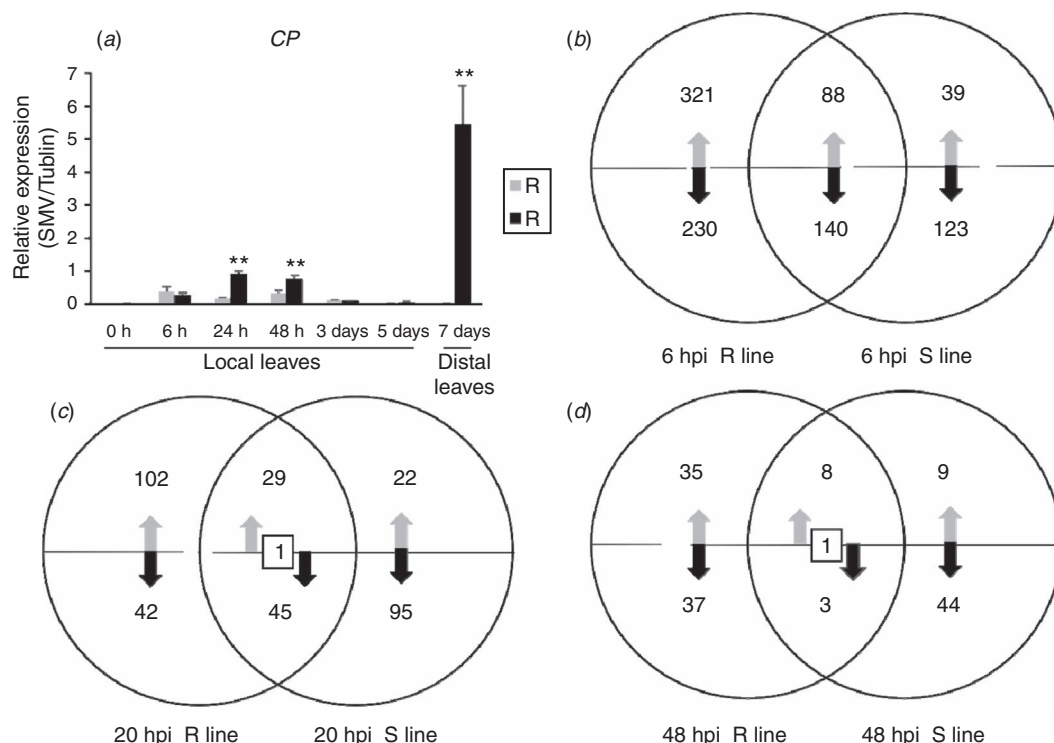 (a)
CP
7
6
5
4
3
2
1
0
Relative expression
(SMV/Tublin)
**
**
**
0 h 6 h 24 h 48 h 3 days 5 days 7 days
Local leaves
Distal
leaves
R
R
(b)
321 88 39
230 140 123
6 hpi R line 6 hpi S line
(c)
102 29 22
1
42 45 95
20 hpi R line 20 hpi S line
(d)
35 8 9
1
37 3 44
48 hpi R line 48 hpi S line